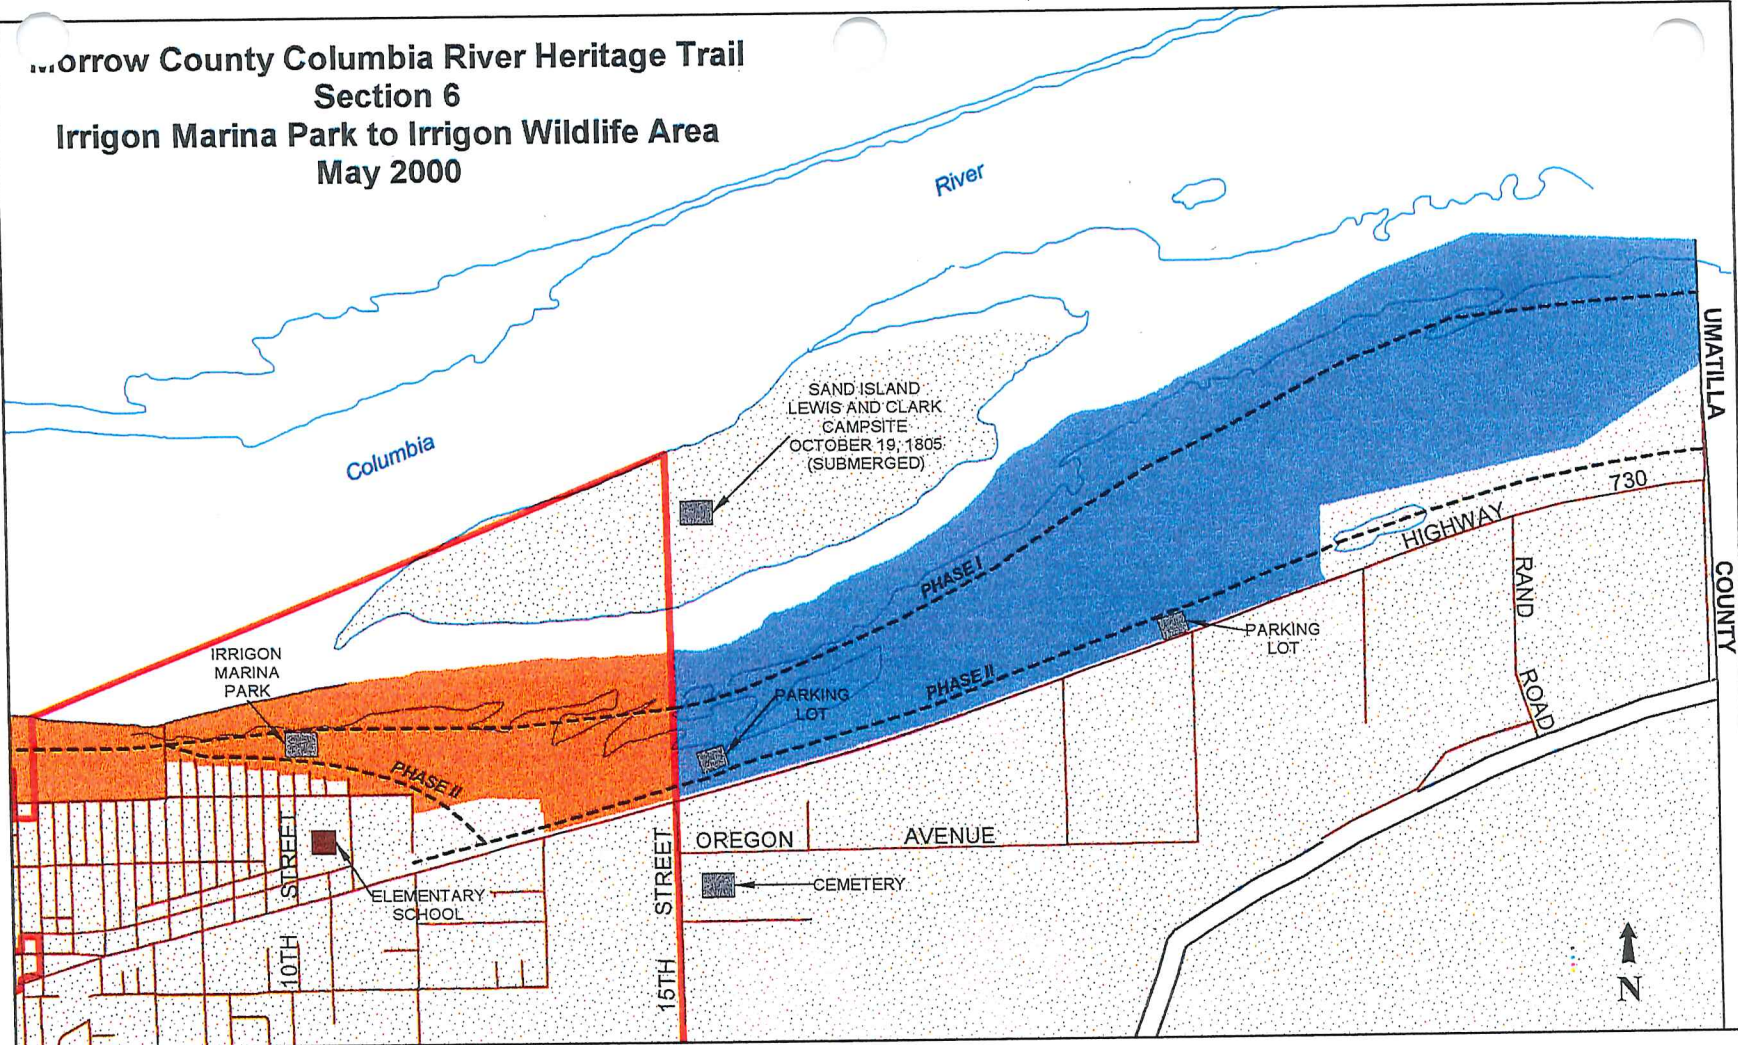 Morrow County Columbia River Heritage Trail
Section 6
Irrigon Marina Park to Irrigon Wildlife Area
May 2000
River
Columbia
SAND ISLAND
LEWIS AND CLARK
CAMPSITE
OCTOBER 19, 1805
(SUBMERGED)
UMATILLA
COUNTY
730
HIGHWAY
RAND
ROAD
PHASE I
PHASE II
PARKING
LOT
PARKING
LOT
IRRIGON
MARINA
PARK
PHASE II
10TH STREET
ELEMENTARY
SCHOOL
15TH STREET
OREGON AVENUE
CEMETERY
N